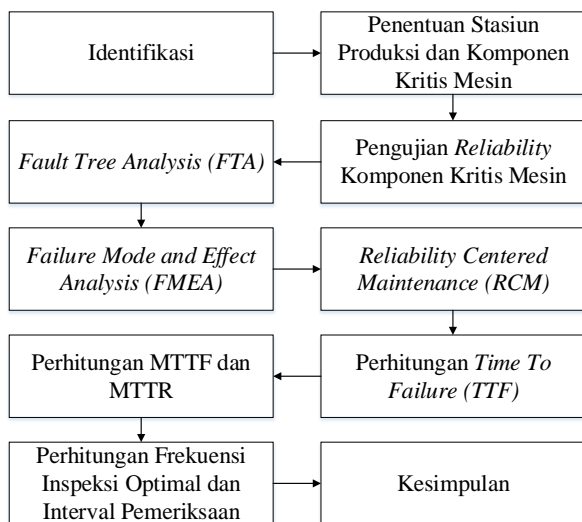 Identifikasi
Penentuan Stasiun
Produksi dan Komponen
Kritis Mesin
Pengujian Reliability
Komponen Kritis Mesin
Fault Tree Analysis (FTA)
Failure Mode and Effect
Analysis (FMEA)
Reliability Centered
Maintenance (RCM)
Perhitungan Time To
Failure (TTF)
Perhitungan MTTF dan
MTTR
Perhitungan Frekuensi
Inspeksi Optimal dan
Interval Pemeriksaan
Kesimpulan